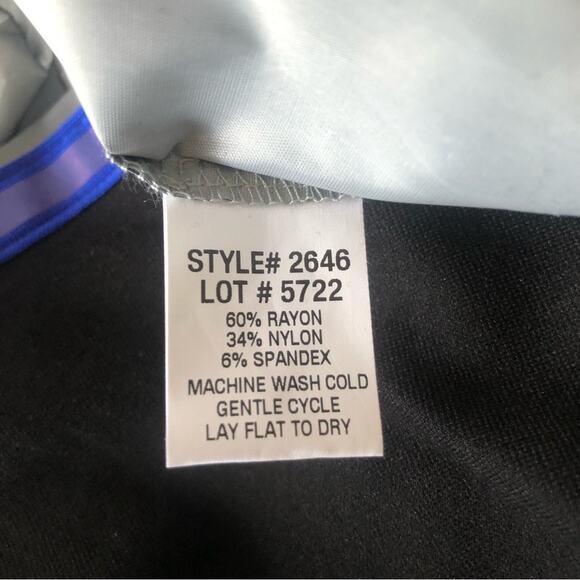 STYLE# 2646
LOT # 5722
60% RAYON
34% NYLON
6% SPANDEX
MACHINE WASH COLD
GENTLE CYCLE
LAY FLAT TO DRY